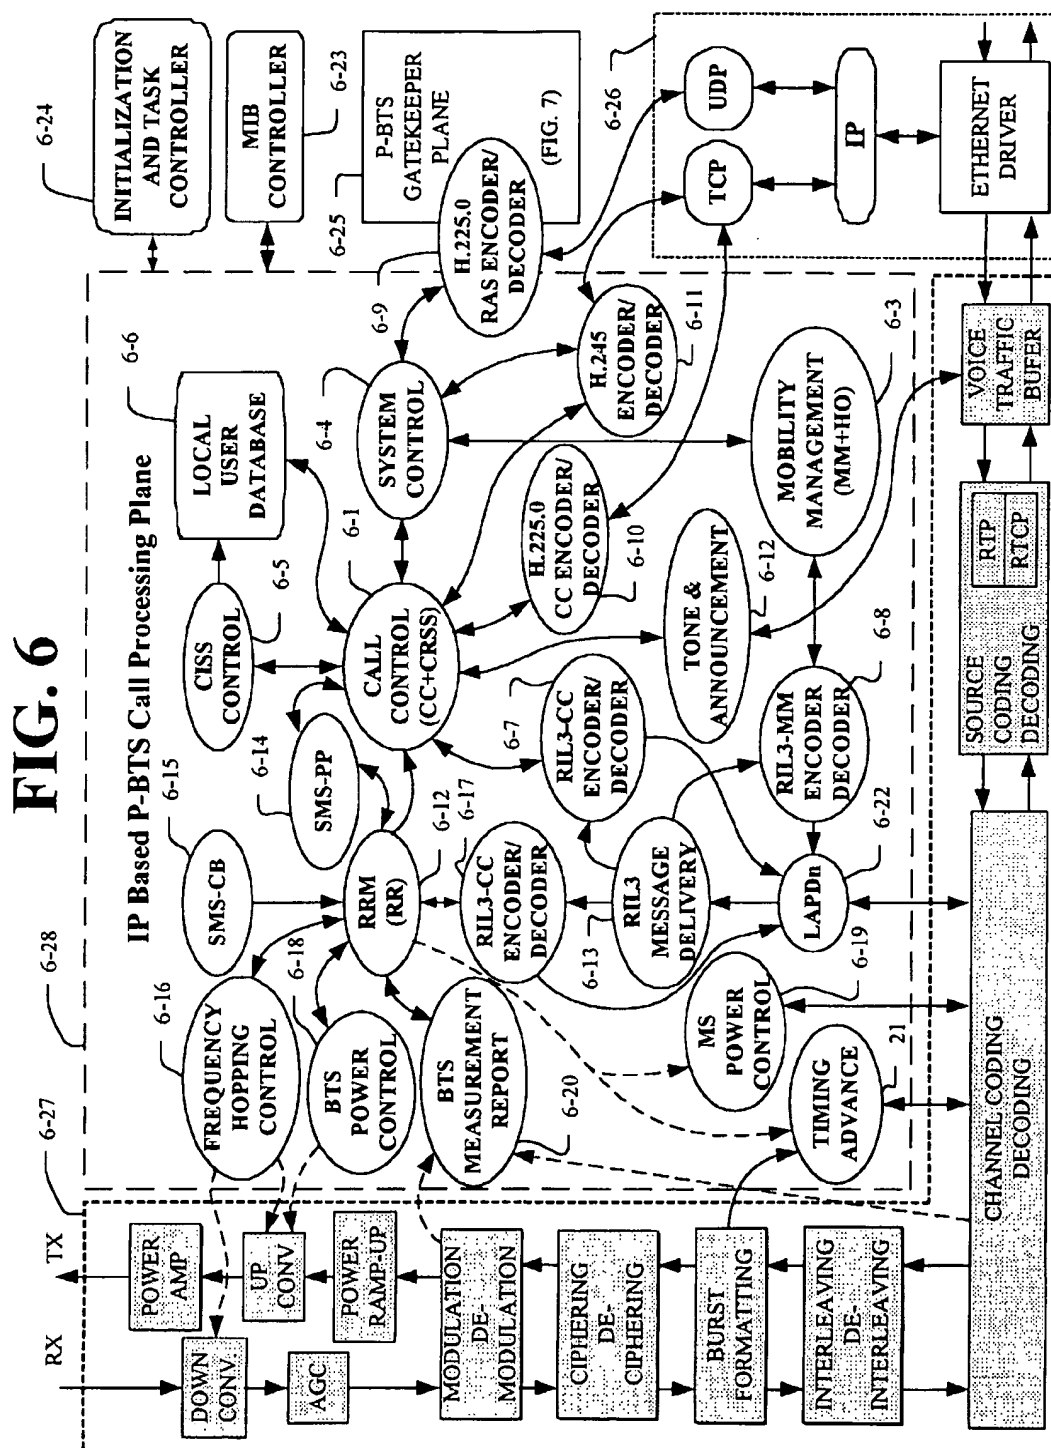 FIG. 6
IP Based P-BTS Call Processing Plane
6-27
6-28
6-16
6-15
6-14
6-5
6-6
6-24
INITIALIZATION
AND TASK
CONTROLLER
RX
TX
POWER
AMP
FREQUENCY
HOPPING
CONTROL
SMS-CB
CISS
CONTROL
LOCAL
USER
DATABASE
MIB
CONTROLLER
6-23
DOWN
CONV.
UP
CONV
6-18
SMS-PP
6-1
6-4
6-9
6-25
AGC
POWER
RAMP-UP
BTS
POWER
CONTROL
RRM
(RR)
6-12
6-17
CALL
CONTROL
(CC+CRSS)
SYSTEM
CONTROL
P-BTS
GATEKEEPER
PLANE
(FIG. 7)
H.225.0
RAS ENCODER/
DECODER
MODULATION
DE-
MODULATION
BTS
MEASUREMENT
REPORT
6-20
RIL3-CC
ENCODER/
DECODER
6-7
RIL3-CC
ENCODER/
DECODER
H.225.0
CC ENCODER/
DECODER
6-10
H.245
ENCODER/
DECODER
6-11
6-26
CIPHERING
DE-
CIPHERING
6-13
RIL3
MESSAGE
DELIVERY
TONE &
ANNOUNCEMENT
6-12
TCP
UDP
BURST
FORMATTING
MS
POWER
CONTROL
6-19
LAPDn
6-22
RIL3-MM
ENCODER
DECODER
6-8
MOBILITY
MANAGEMENT
(MM+HO)
6-3
IP
INTERLEAVING
DE-
INTERLEAVING
TIMING
ADVANCE
21
CHANNEL CODING
DECODING
SOURCE
CODING
DECODING
RTP
RTCP
VOICE
TRAFFIC
BUFFER
ETHERNET
DRIVER